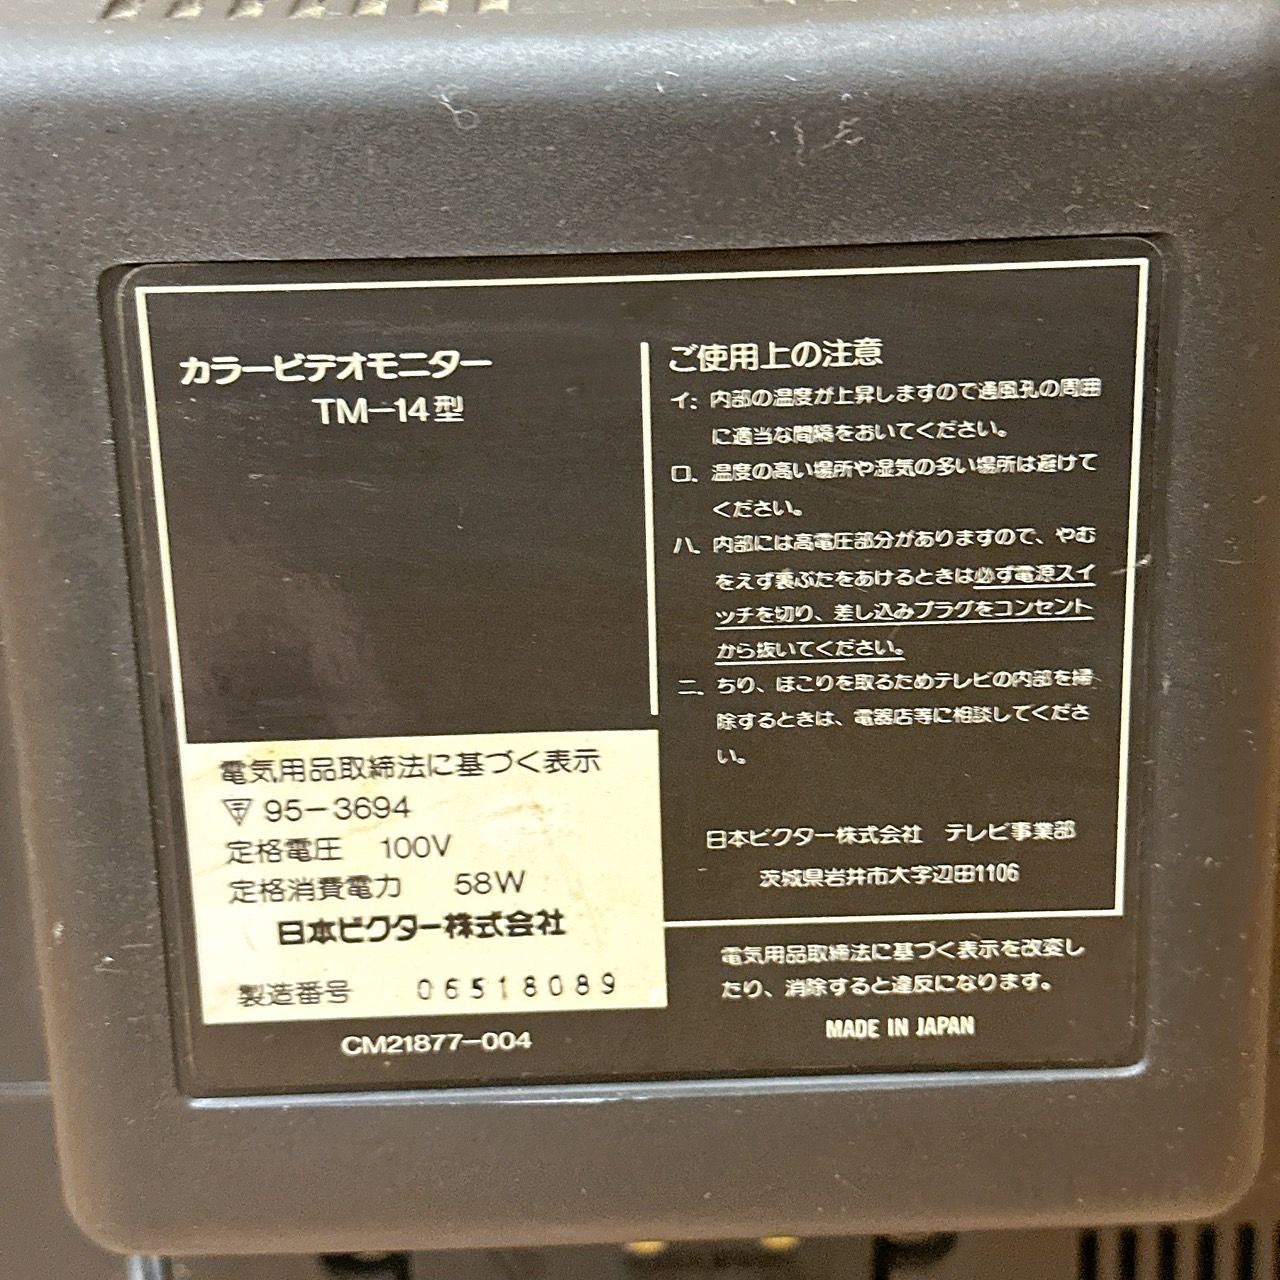 カラービデオモニター
TM-14型
ご使用上の注意
イ. 内部の温度が上昇しますので通風孔の周囲
に適当な間隔をおいてください。
ロ. 温度の高い場所や湿気の多い場所は避けて
ください。
ハ. 内部には高電圧部分がありますので、やむ
をえず裏ぶたをあけるときは必ず電源スイ
ッチを切り、差し込みプラグをコンセント
から抜いてください。
ニ. ちり、ほこりを取るためテレビの内部を掃
除するときは、電器店等に相談してくださ
い。
日本ビクター株式会社 テレビ事業部
茨城県岩井市大字辺田1106
電気用品取締法に基づく表示
〒 95-3694
定格電圧 100V
定格消費電力 58W
日本ビクター株式会社
製造番号 06518089
CM21877-004
電気用品取締法に基づく表示を改変し
たり、消除すると違反になります。
MADE IN JAPAN